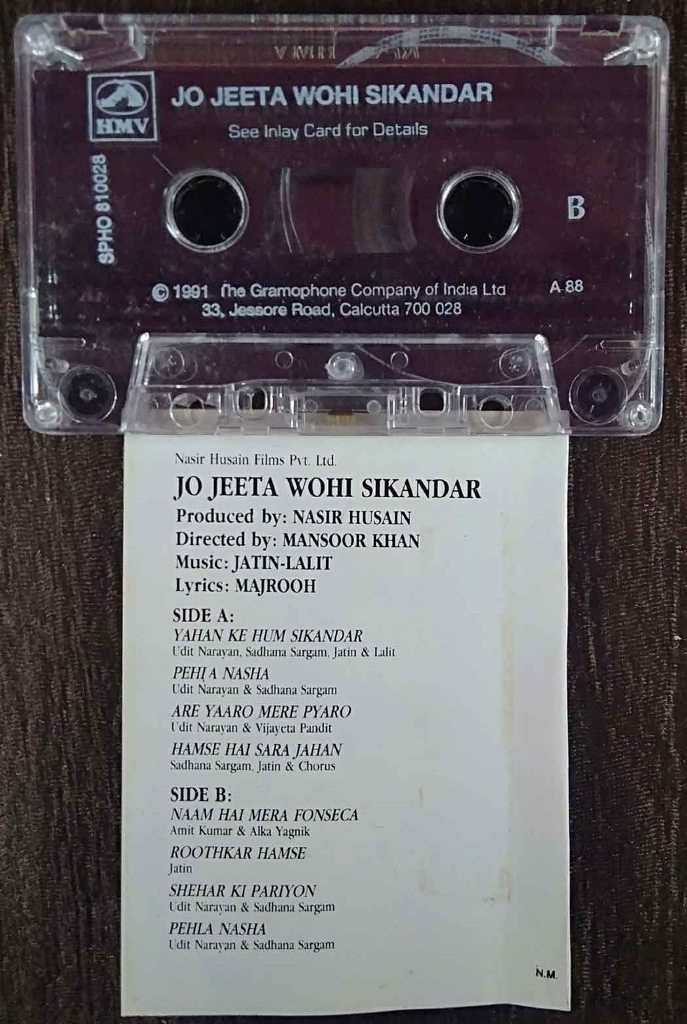 HMV
JO JEETA WOHI SIKANDAR
See Inlay Card for Details
SPHO 810028
B
© 1991 The Gramophone Company of India Ltd
A 88
33, Jessore Road, Calcutta 700 028
Nasir Husain Films Pvt. Ltd.
JO JEETA WOHI SIKANDAR
Produced by: NASIR HUSAIN
Directed by: MANSOOR KHAN
Music: JATIN-LALIT
Lyrics: MAJROOH
SIDE A:
YAHAN KE HUM SIKANDAR
Udit Narayan, Sadhana Sargam, Jatin & Lalit
PEHLA NASHA
Udit Narayan & Sadhana Sargam
ARE YAARO MERE PYARO
Udit Narayan & Vijayeta Pandit
HAMSE HAI SARA JAHAN
Sadhana Sargam, Jatin & Chorus
SIDE B:
NAAM HAI MERA FONSECA
Amit Kumar & Alka Yagnik
ROOTHKAR HAMSE
Jatin
SHEHAR KI PARIYON
Udit Narayan & Sadhana Sargam
PEHLA NASHA
Udit Narayan & Sadhana Sargam
N.M.